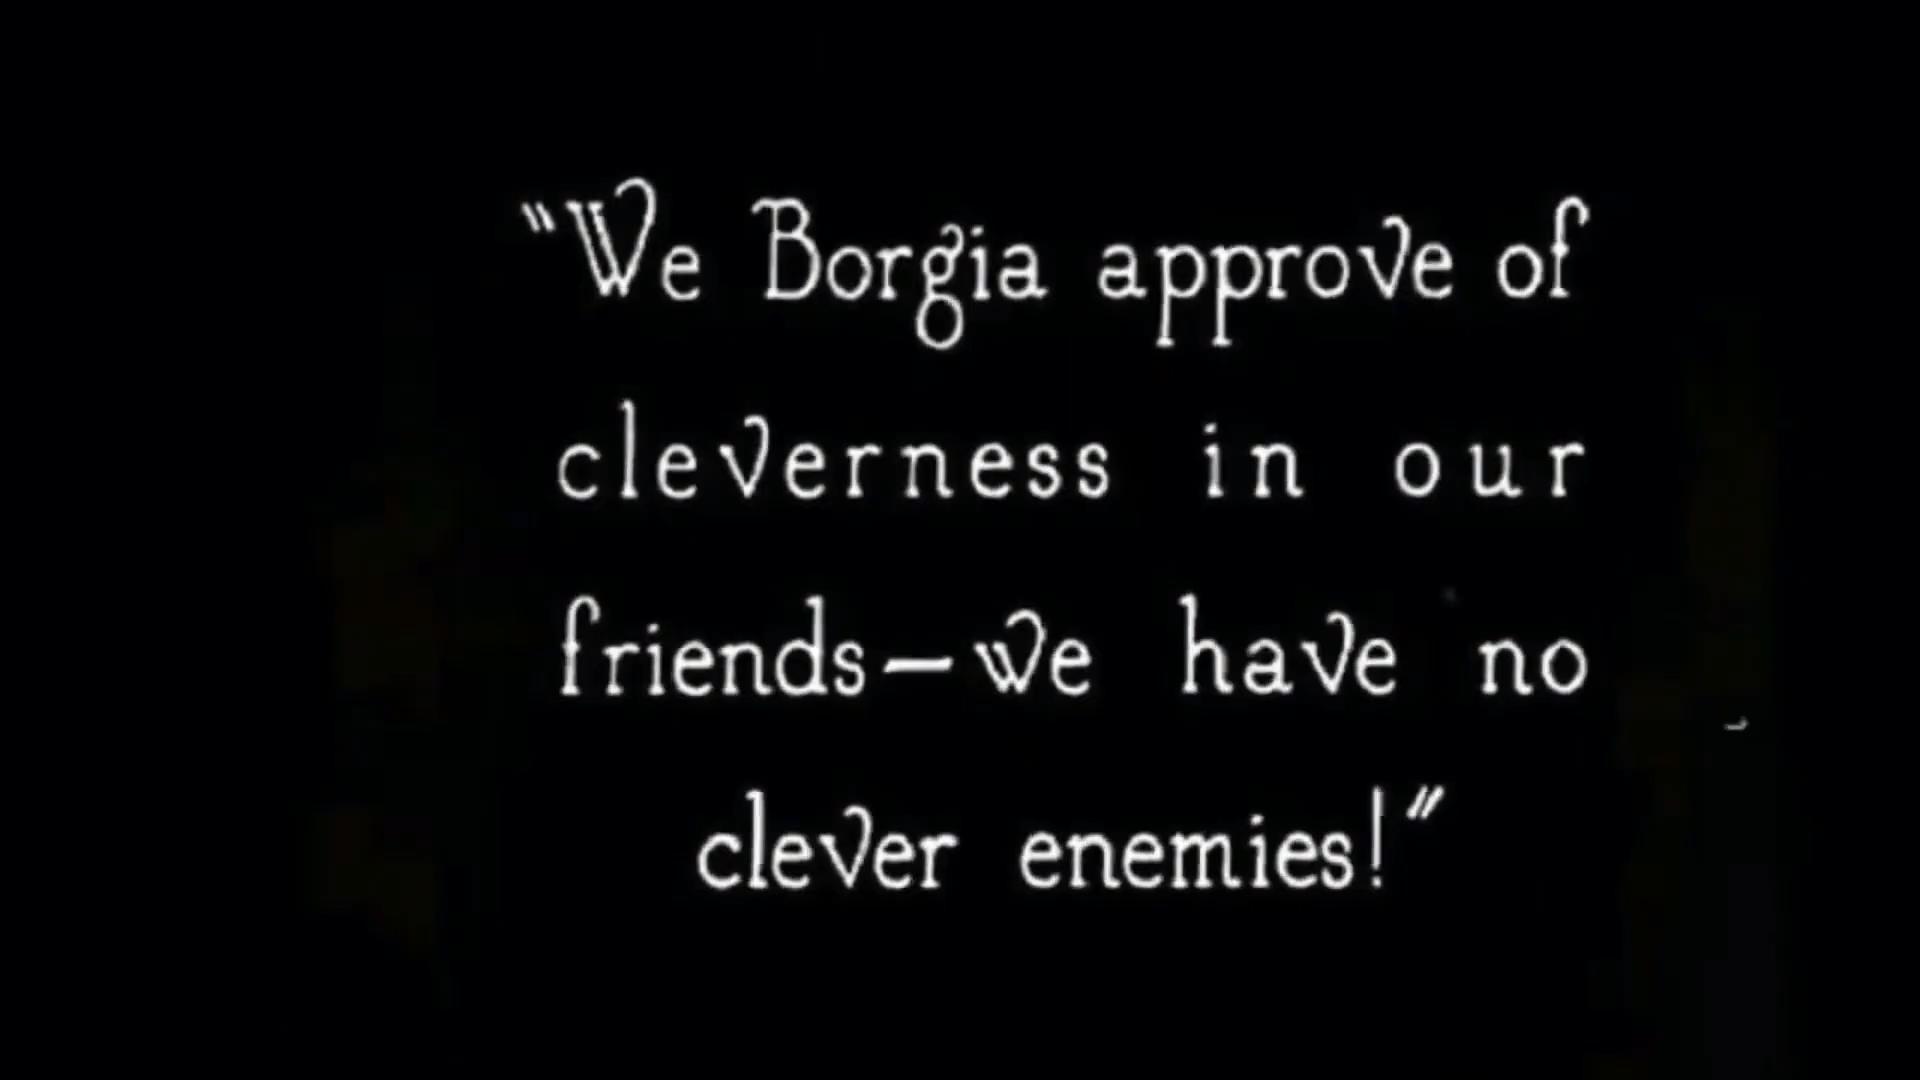 "We Borgia approve of
cleverness in our
friends—we have no
clever enemies!"